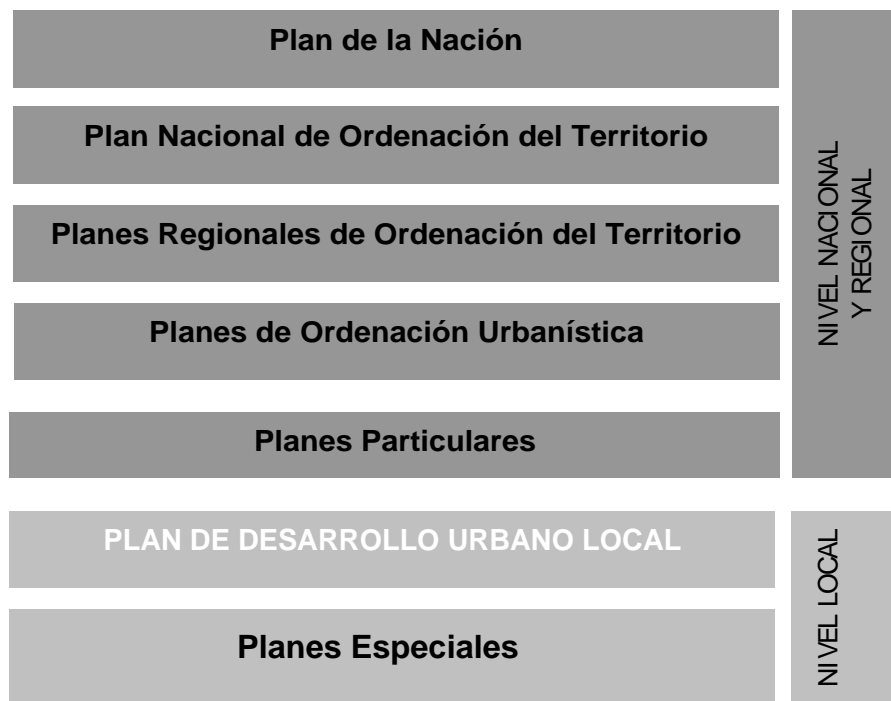 Plan de la Nación
Plan Nacional de Ordenación del Territorio
Planes Regionales de Ordenación del Territorio
Planes de Ordenación Urbanística
Planes Particulares
NIVEL NACIONAL
Y REGIONAL
PLAN DE DESARROLLO URBANO LOCAL
Planes Especiales
NIVEL LOCAL